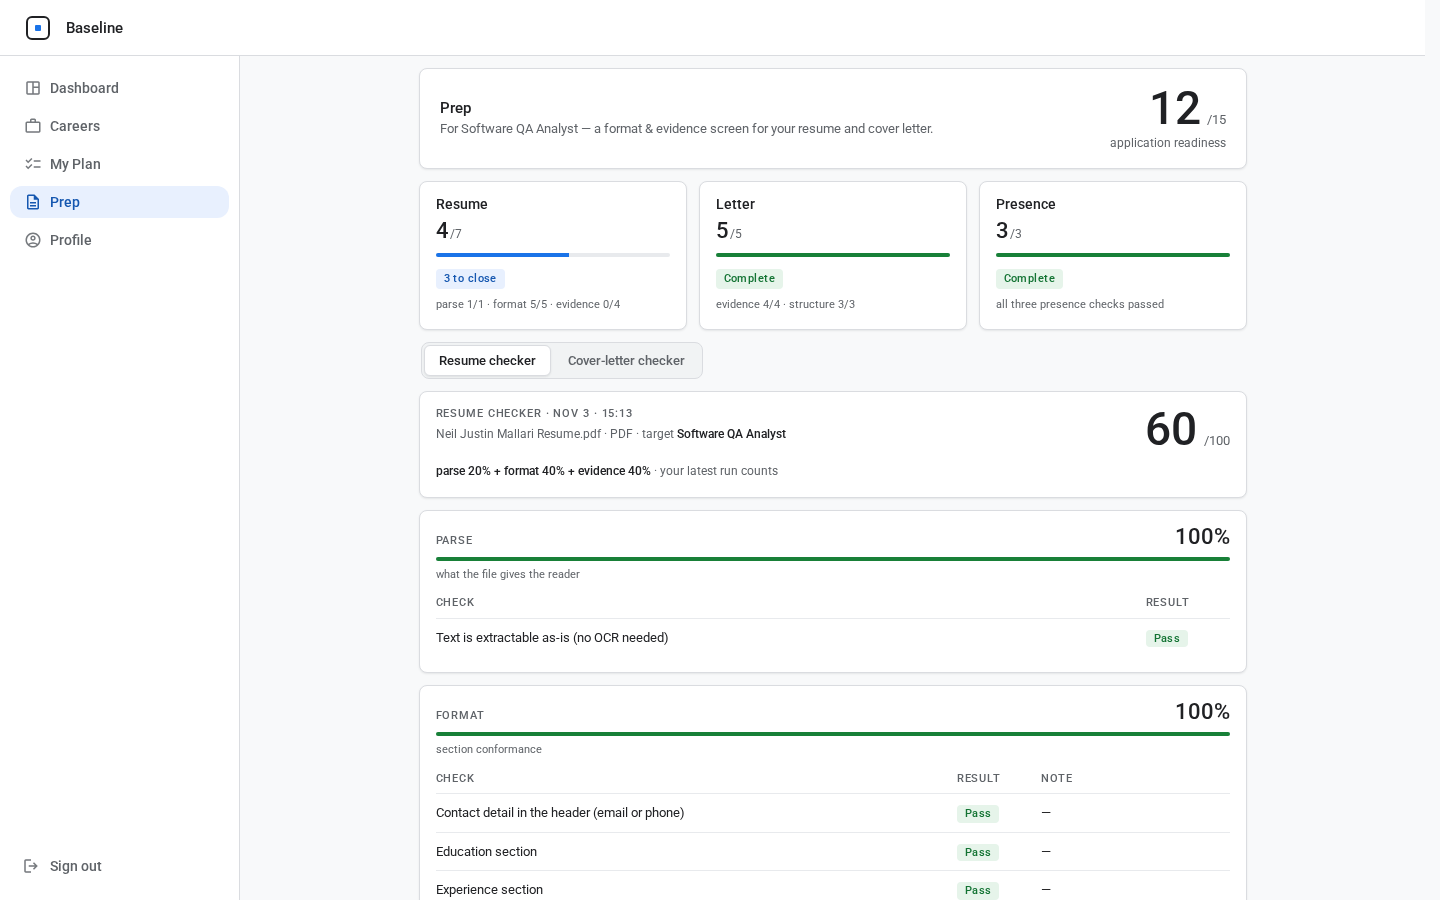 Baseline
Dashboard
Careers
My Plan
Prep
Profile
Sign out
Prep
For Software QA Analyst — a format & evidence screen for your resume and cover letter.
12 /15
application readiness
Resume
4/7
3 to close
parse 1/1 · format 5/5 · evidence 0/4
Letter
5/5
Complete
evidence 4/4 · structure 3/3
Presence
3/3
Complete
all three presence checks passed
Resume checker
Cover-letter checker
RESUME CHECKER · NOV 3 · 15:13
Neil Justin Mallari Resume.pdf · PDF · target Software QA Analyst
60 /100
parse 20% + format 40% + evidence 40% · your latest run counts
PARSE
100%
what the file gives the reader
CHECK RESULT
Text is extractable as-is (no OCR needed) Pass
FORMAT
100%
section conformance
CHECK RESULT NOTE
Contact detail in the header (email or phone) Pass —
Education section Pass —
Experience section Pass —